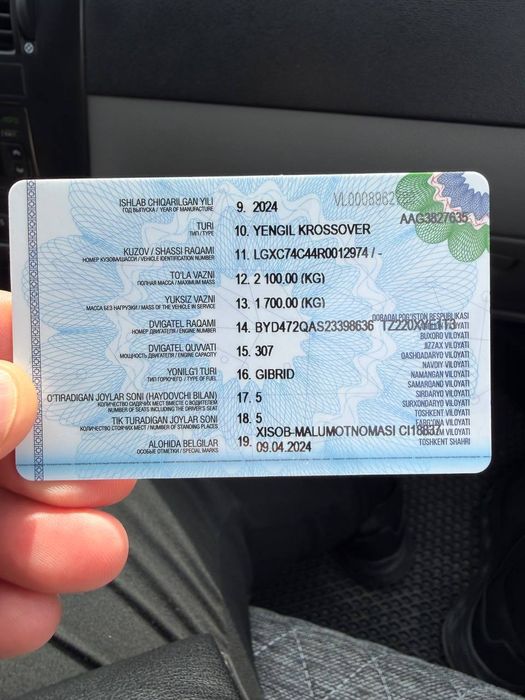 ISHLAB CHIQARILGAN YILI 9. 2024
ГОД ВЫПУСКА / YEAR OF MANUFACTURE
AAG3827635
TURI 10. YENGIL KROSSOVER
ТИП / TYPE
KUZOV / SHASSI RAQAMI 11. LGXC74C44R0012974 / -
НОМЕР КУЗОВА/ШАССИ / VEHICLE IDENTIFICATION NUMBER
TO'LA VAZNI 12. 2 100.00 (KG)
ПОЛНАЯ МАССА / MAXIMUM MASS
YUKSIZ VAZNI 13. 1 700.00 (KG)
МАССА БЕЗ НАГРУЗКИ / MASS OF THE VEHICLE IN SERVICE
QORAQALPOG'ISTON RESPUBLIKASI
DVIGATEL RAQAMI 14. BYD472QAS23398636
НОМЕР ДВИГАТЕЛЯ / ENGINE NUMBER
BUXORO VILOYATI
JIZZAX VILOYATI
DVIGATEL QUVVATI 15. 307
МОЩНОСТЬ ДВИГАТЕЛЯ / ENGINE CAPACITY
QASHQADARYO VILOYATI
NAVOIY VILOYATI
YONILG'I TURI 16. GIBRID
ТИП ГОРЮЧЕГО / TYPE OF FUEL
NAMANGAN VILOYATI
SAMARQAND VILOYATI
SIRDARYO VILOYATI
O'TIRADIGAN JOYLAR SONI (HAYDOVCHI BILAN) 17. 5
КОЛИЧЕСТВО СИДЯЧИХ МЕСТ ВМЕСТЕ С ВОДИТЕЛЕМ
NUMBER OF SEATS INCLUDING THE DRIVER'S SEAT
SURXONDARYO VILOYATI
TOSHKENT VILOYATI
TIK TURADIGAN JOYLAR SONI 18. 5
КОЛИЧЕСТВО СТОЯЧИХ МЕСТ / NUMBER OF STANDING PLACES
FARG'ONA VILOYATI
XISOB-MALUMOTNOMASI
VILOYATI
ALOHIDA BELGILAR 19. 09.04.2024
ОСОБЫЕ ОТМЕТКИ / SPECIAL MARKS
TOSHKENT SHAHRI